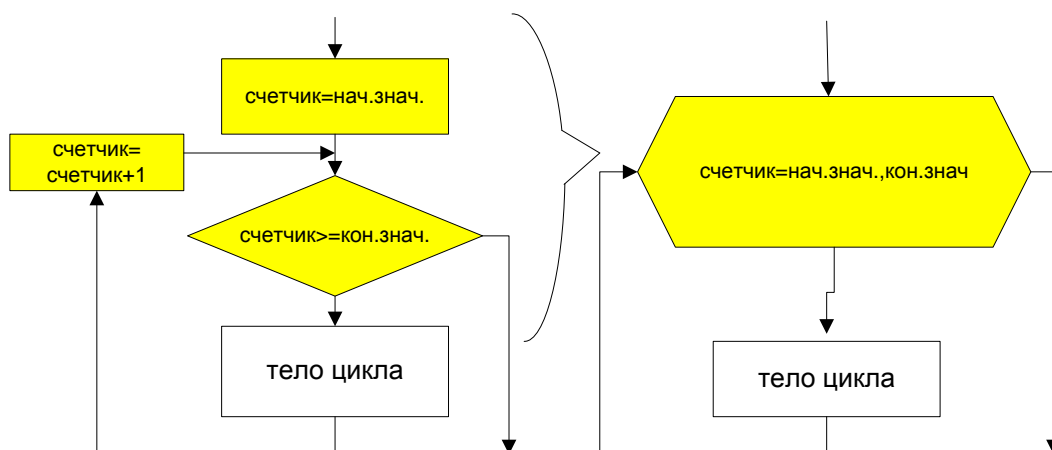 счетчик=нач.знач.
счетчик=
счетчик+1
счетчик>=кон.знач.
тело цикла
счетчик=нач.знач.,кон.знач
тело цикла